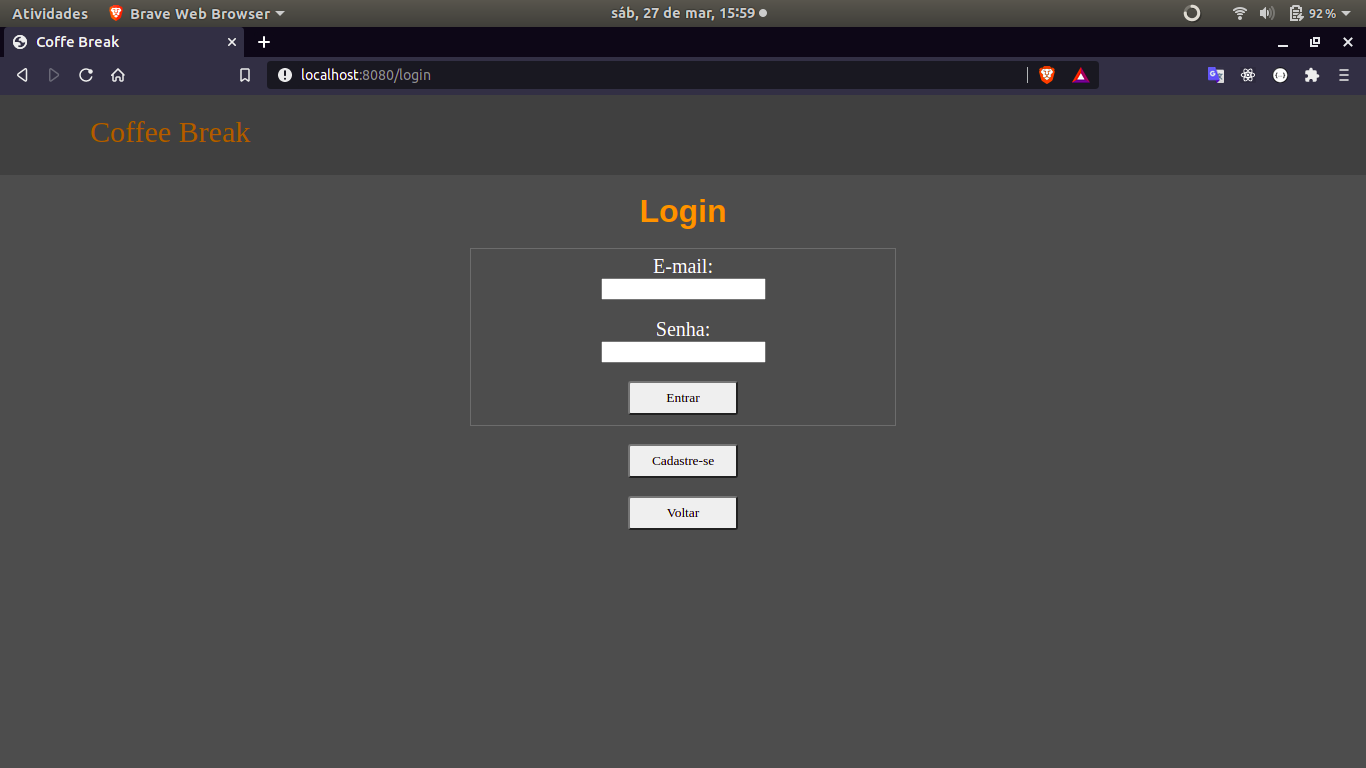 Atividades Brave Web Browser sáb, 27 de mar, 15:59 92 %
Coffe Break
localhost:8080/login
Coffee Break
Login
E-mail:
Senha:
Entrar
Cadastre-se
Voltar